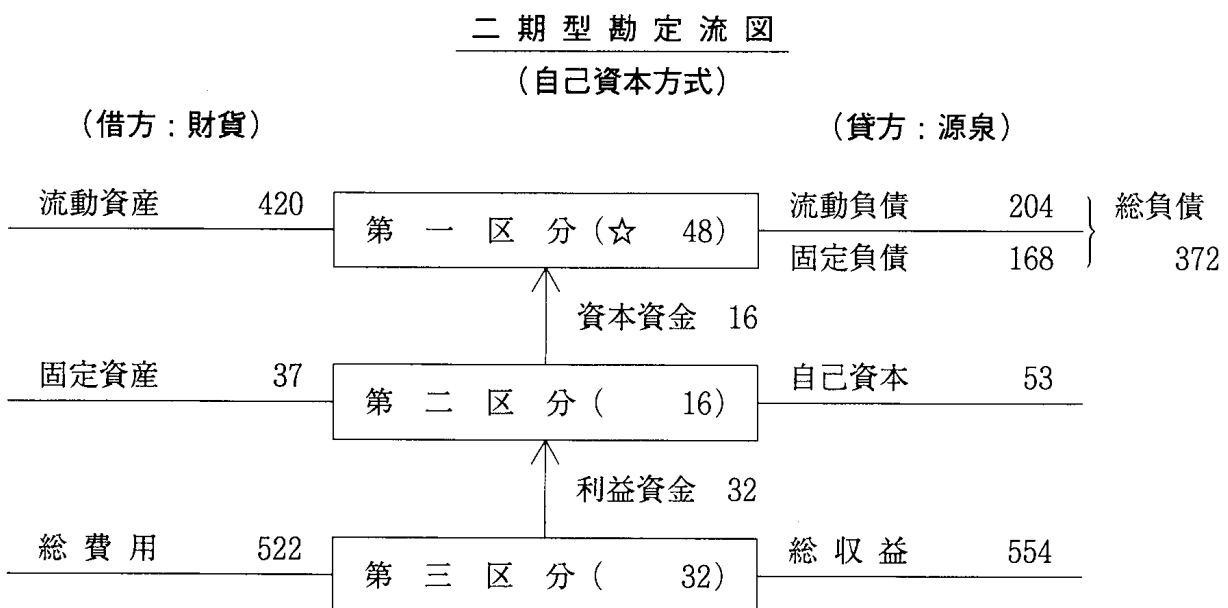 二期型勘定流図
(自己資本方式)
(借方:財貨) (貸方:源泉)
流動資産 420 第一区分(☆ 48) 流動負債 204 総負債
固定負債 168 372
資本資金 16
固定資産 37 第二区分( 16) 自己資本 53
利益資金 32
総費用 522 第三区分( 32) 総収益 554